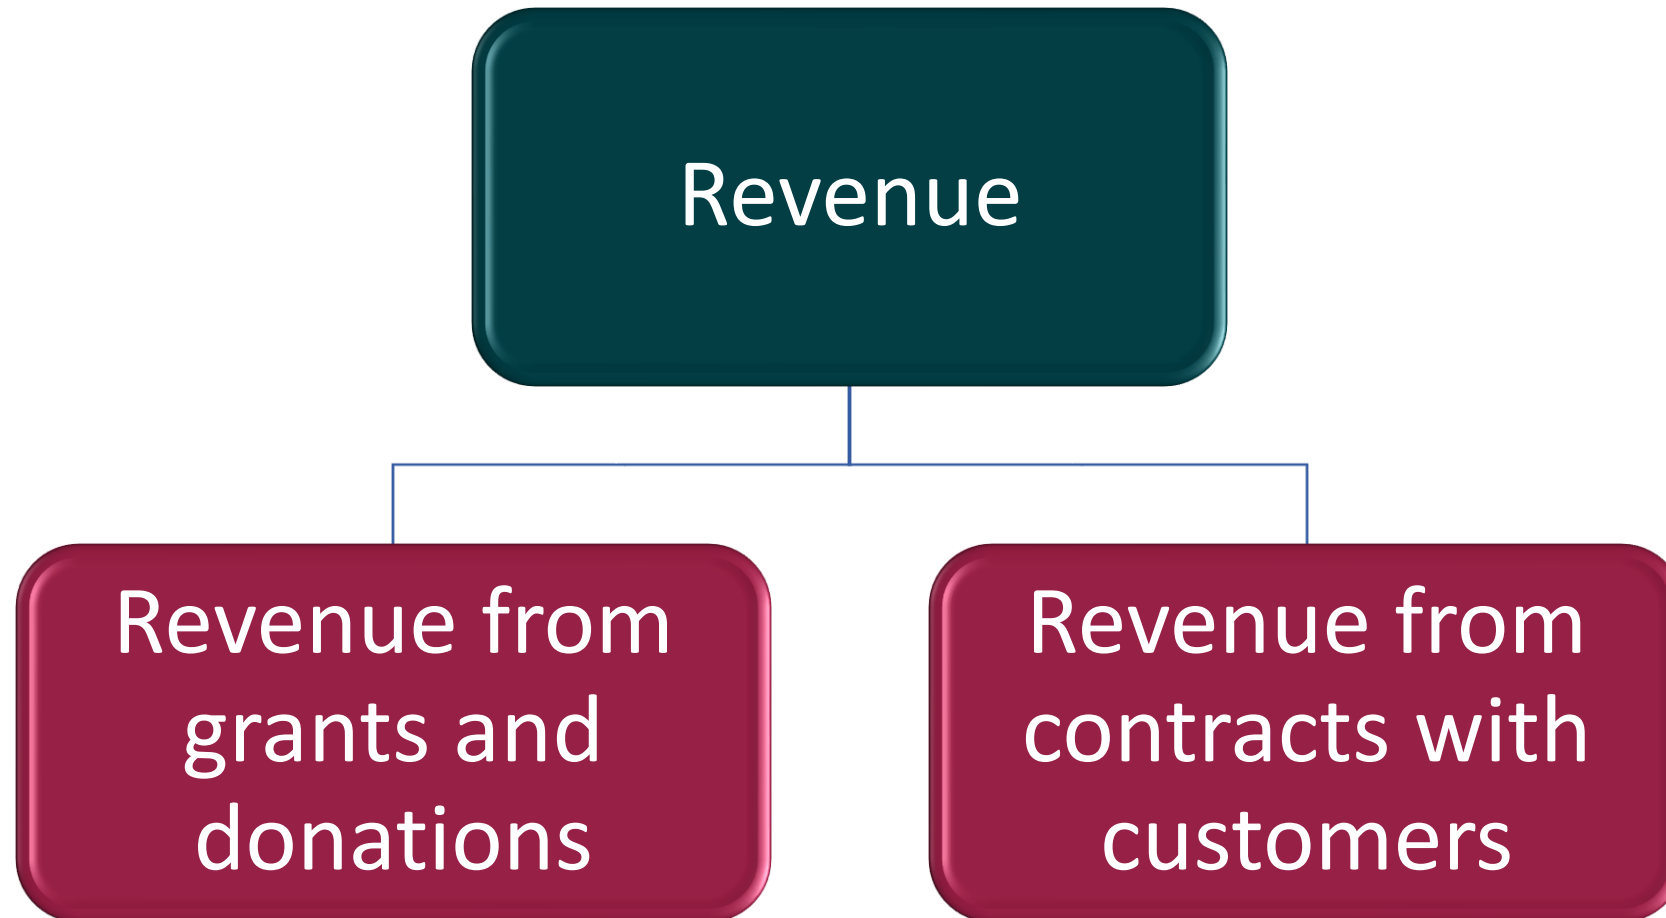 Revenue
Revenue from
grants and
donations
Revenue from
contracts with
customers